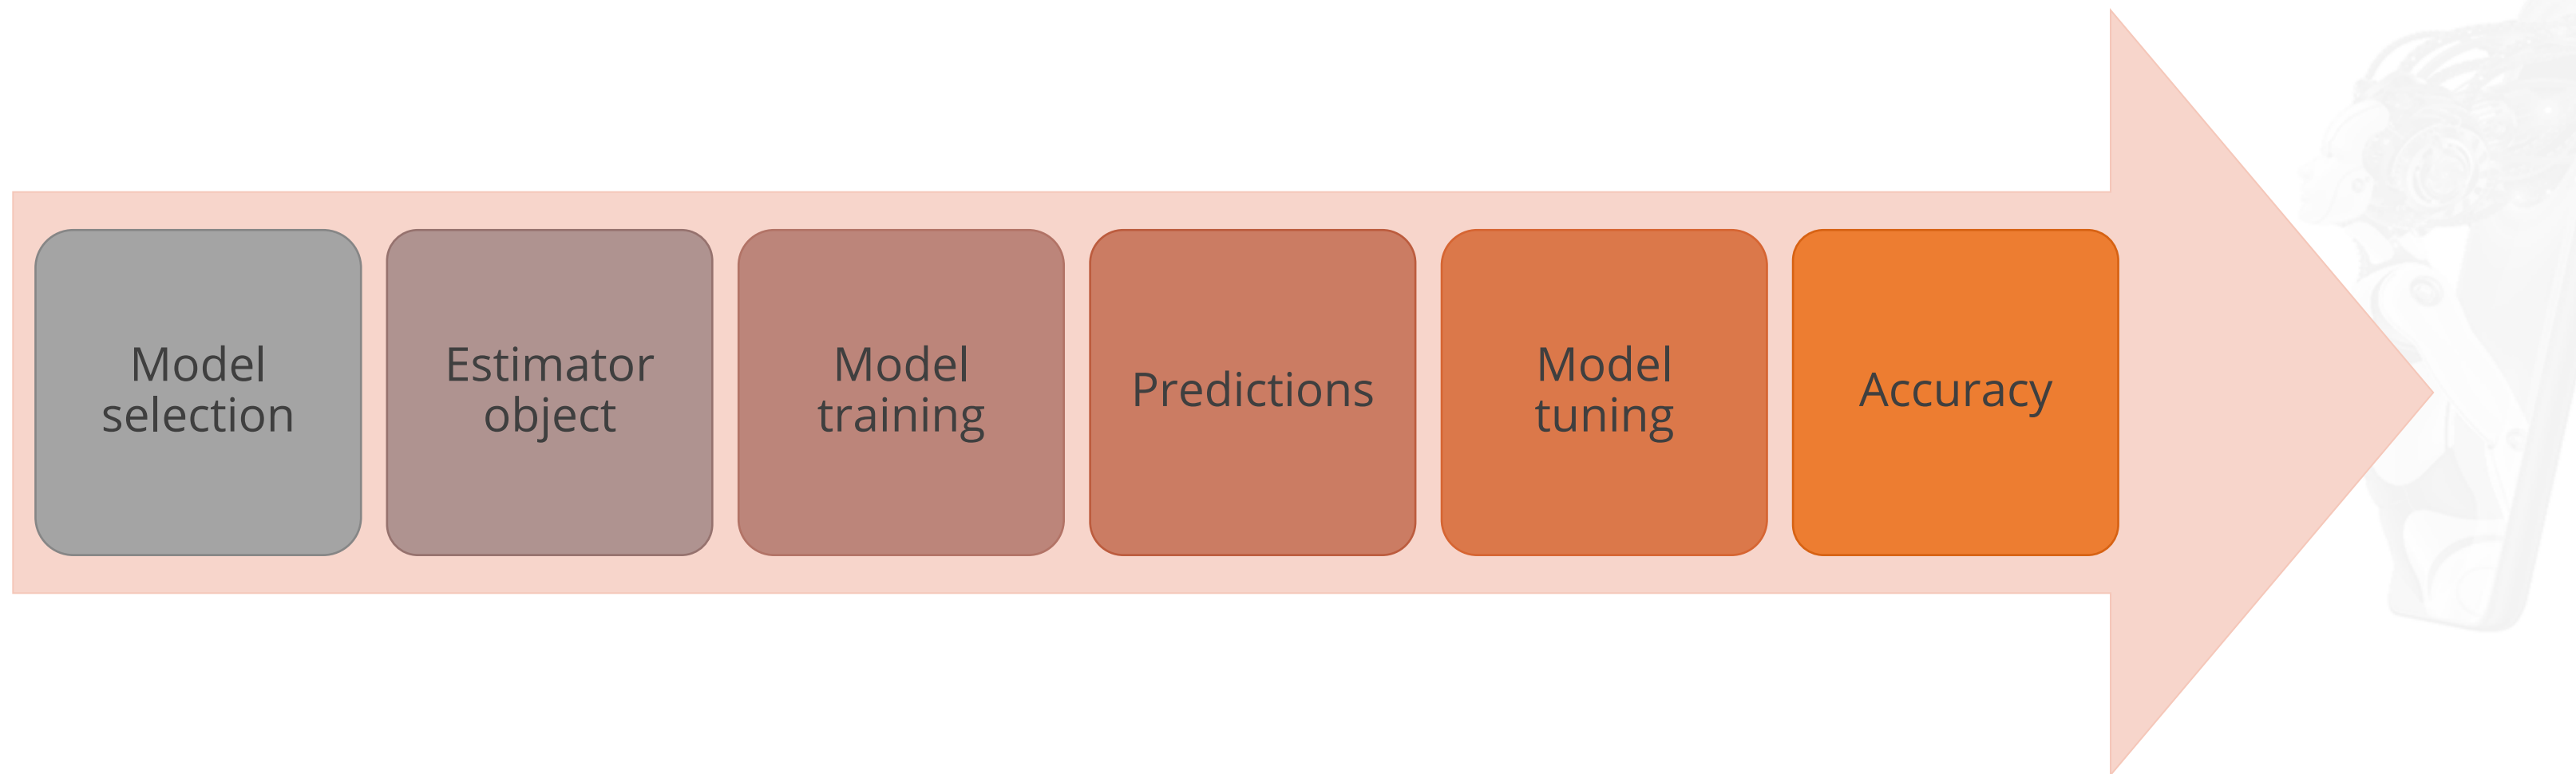 Model
selection
Estimator
object
Model
training
Predictions
Model
tuning
Accuracy